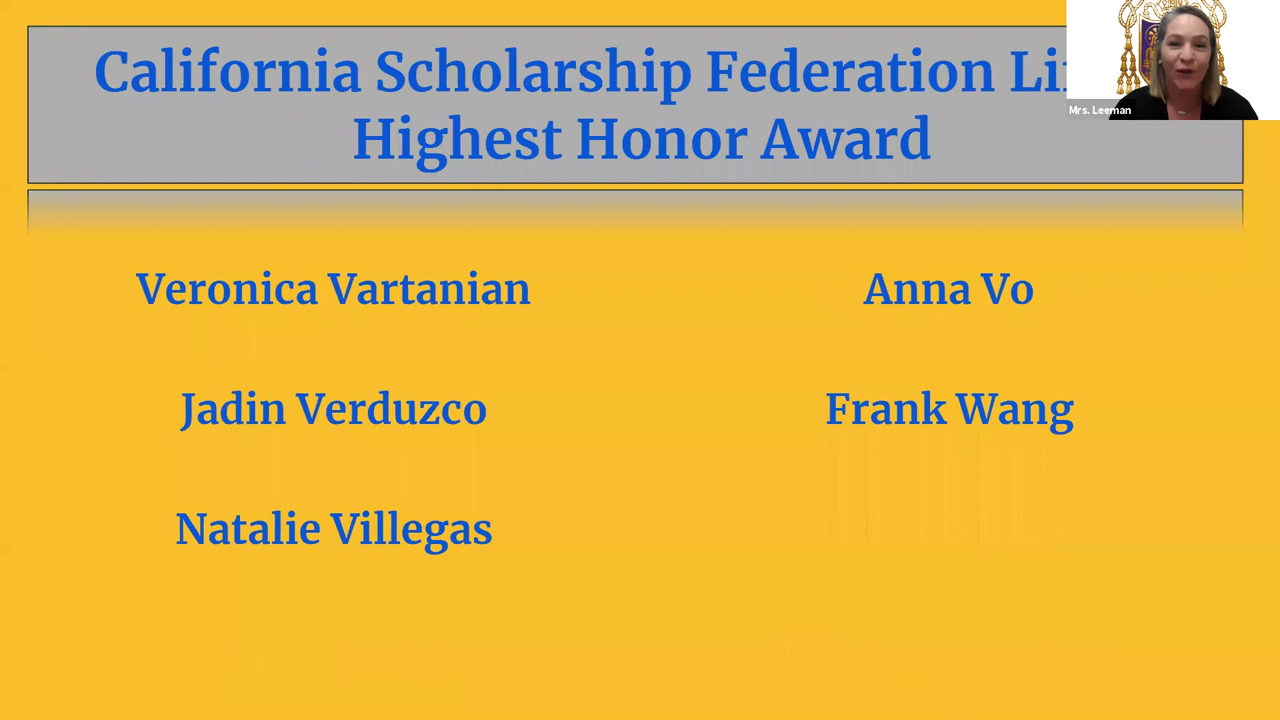 California Scholarship Federation
Highest Honor Award
Mrs. Leeman
Veronica Vartanian
Anna Vo
Jadin Verduzco
Frank Wang
Natalie Villegas